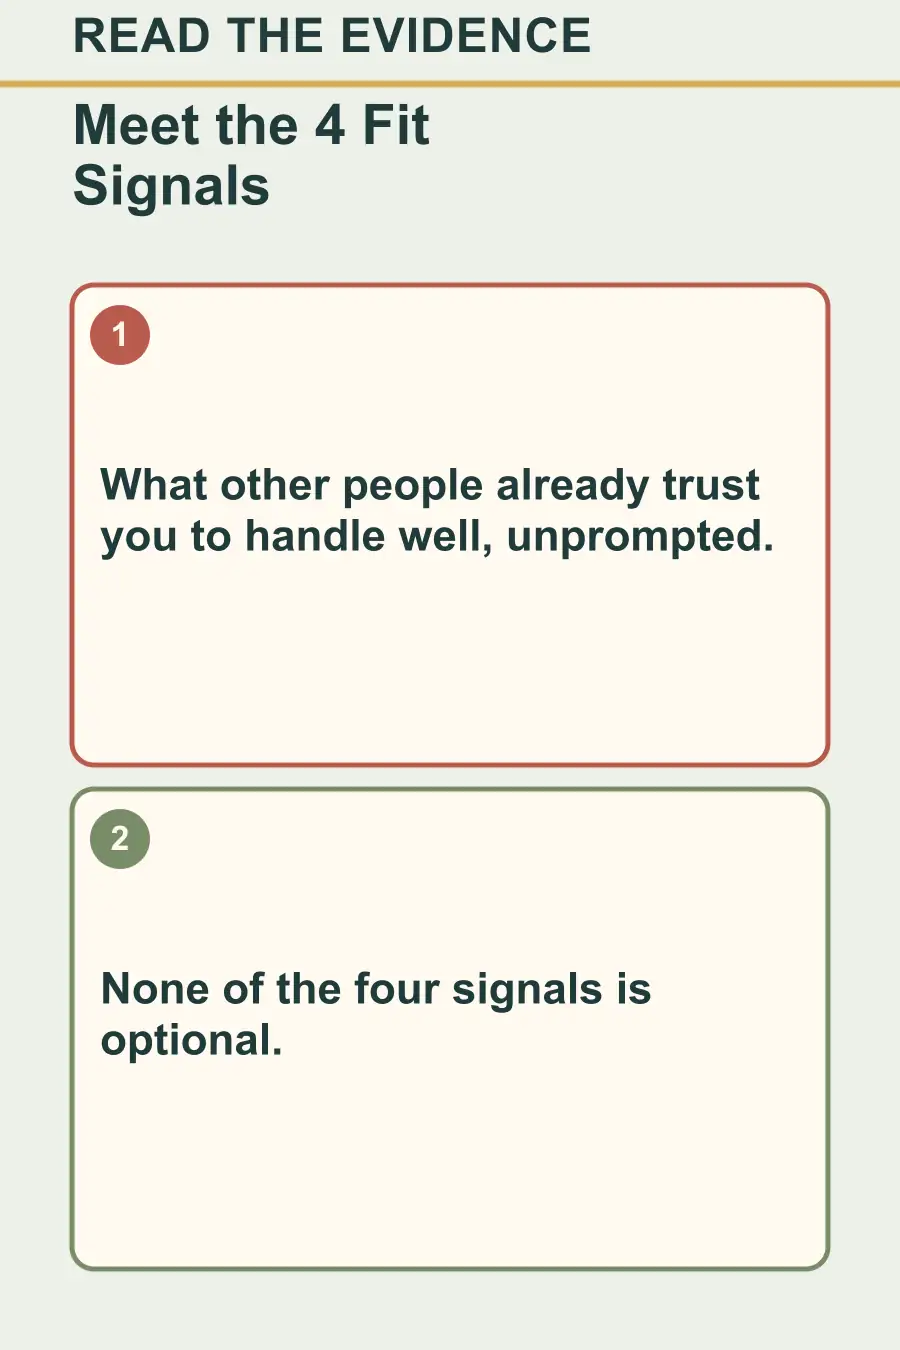 READ THE EVIDENCE
Meet the 4 Fit
Signals
1
What other people already trust
you to handle well, unprompted.
2
None of the four signals is
optional.